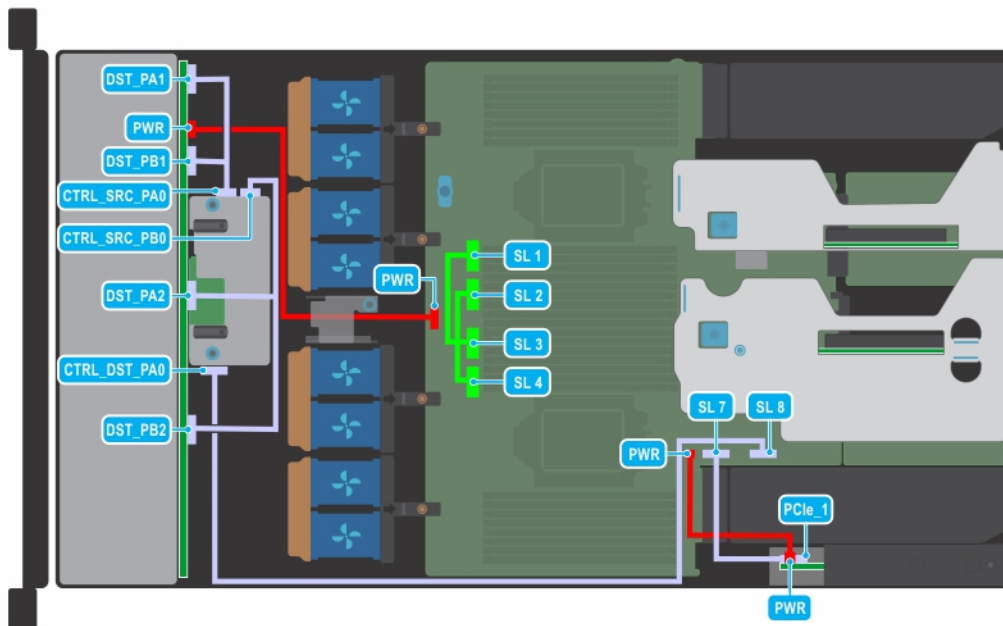 DST_PA1
PWR
DST_PB1
CTRL_SRC_PA0
CTRL_SRC_PB0
SL 1
PWR
SL 2
DST_PA2
SL 3
CTRL_DST_PA0
SL 4
SL 7
SL 8
DST_PB2
PWR
PCIe_1
PWR